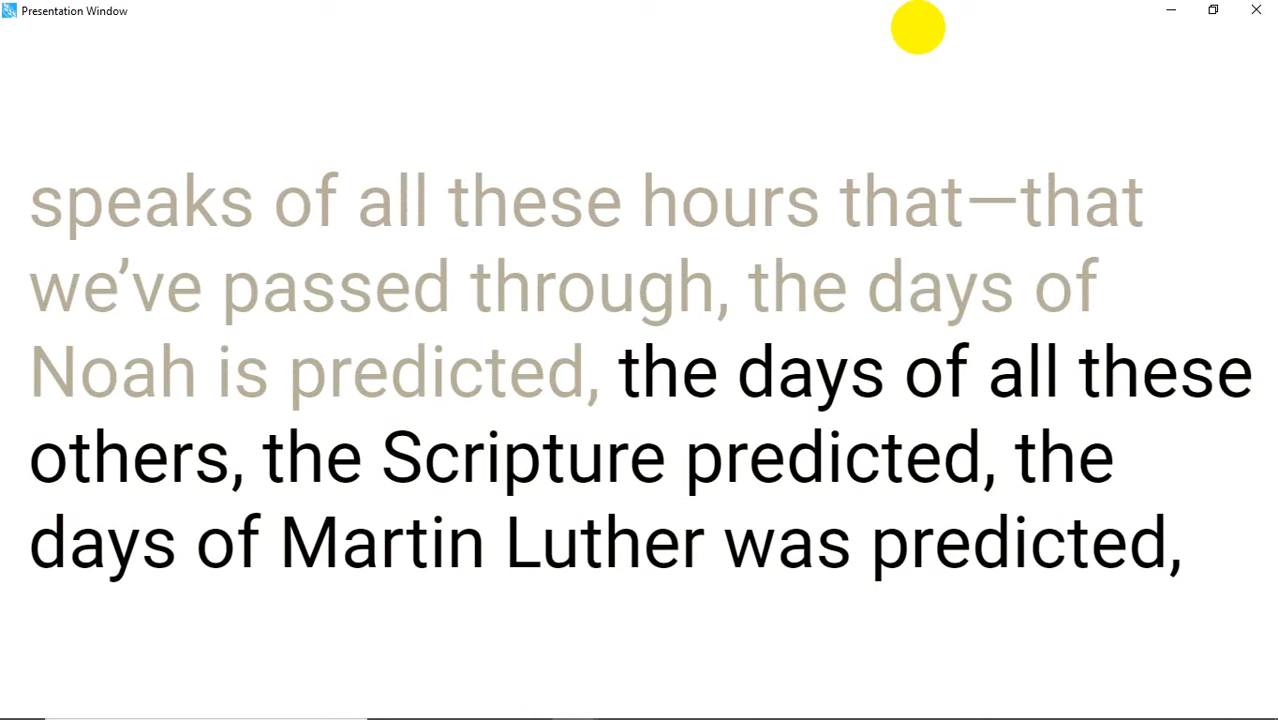 Presentation Window
speaks of all these hours that—that
we’ve passed through, the days of
Noah is predicted, the days of all these
others, the Scripture predicted, the
days of Martin Luther was predicted,